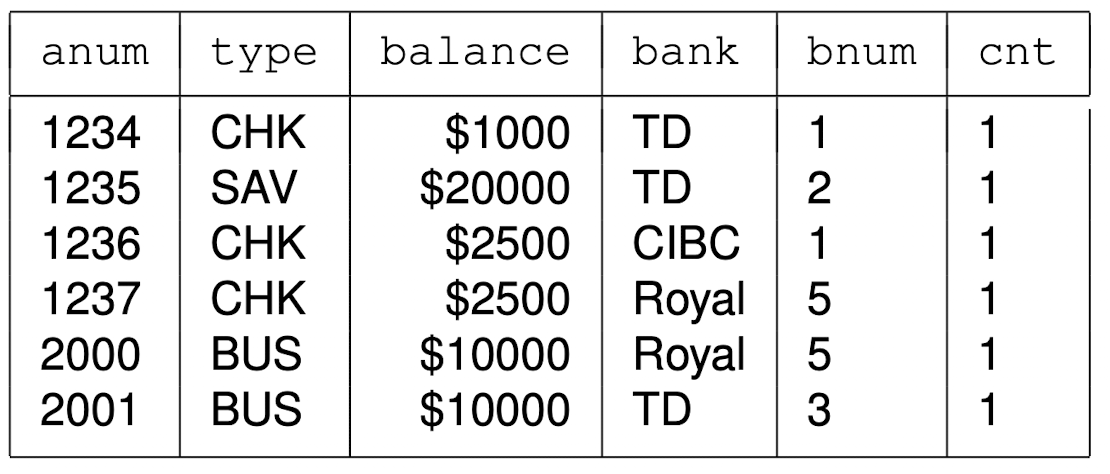 anum type balance bank bnum cnt
1234 CHK $1000 TD 1 1
1235 SAV $20000 TD 2 1
1236 CHK $2500 CIBC 1 1
1237 CHK $2500 Royal 5 1
2000 BUS $10000 Royal 5 1
2001 BUS $10000 TD 3 1